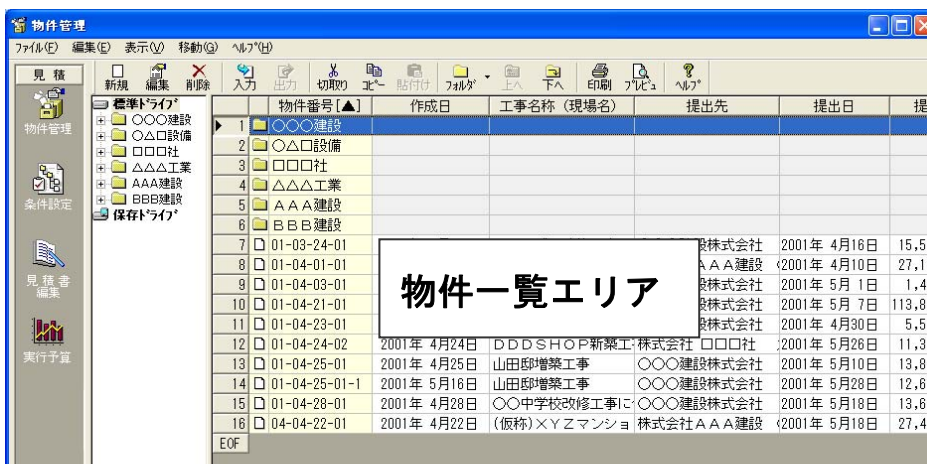 物件管理
ファイル(F) 編集(E) 表示(V) 移動(G) ヘルプ(H)
見積
新規 編集 削除 入力 出力 切取り コピー 貼付け フォルダ 上へ 下へ 印刷 プレビュー ヘルプ
物件管理
条件設定
見積書
編集
実行予算
標準ドライブ
〇〇〇建設
〇△□設備
□□□社
△△△工業
AAA建設
BBB建設
保存ドライブ
物件番号[▲] 作成日 工事名称（現場名） 提出先 提出日 提
1 〇〇〇建設
2 〇△□設備
3 □□□社
4 △△△工業
5 ＡＡＡ建設
6 ＢＢＢ建設
7 01-03-24-01 設株式会社 2001年 4月16日 15,5
8 01-04-01-01 ＡＡ建設 2001年 4月10日 27,1
9 01-04-03-01 設株式会社 2001年 5月 1日 1,4
10 01-04-21-01 設株式会社 2001年 5月 7日 113,8
11 01-04-23-01 設株式会社 2001年 4月30日 5,5
12 01-04-24-02 2001年 4月24日 ＤＤＤＳＨＯＰ新築工 株式会社 □□□社 2001年 5月26日 11,3
13 01-04-25-01 2001年 4月25日 山田邸増築工事 〇〇〇建設株式会社 2001年 5月10日 13,8
14 01-04-25-01-1 2001年 5月16日 山田邸増築工事 〇〇〇建設株式会社 2001年 5月28日 12,6
15 01-04-28-01 2001年 4月28日 〇〇中学校改修工事に 〇〇〇建設株式会社 2001年 5月18日 13,6
16 04-04-22-01 2001年 4月22日 (仮称)×ＹＺマンショ 株式会社ＡＡＡ建設 2001年 5月18日 27,4
EOF
物件一覧エリア